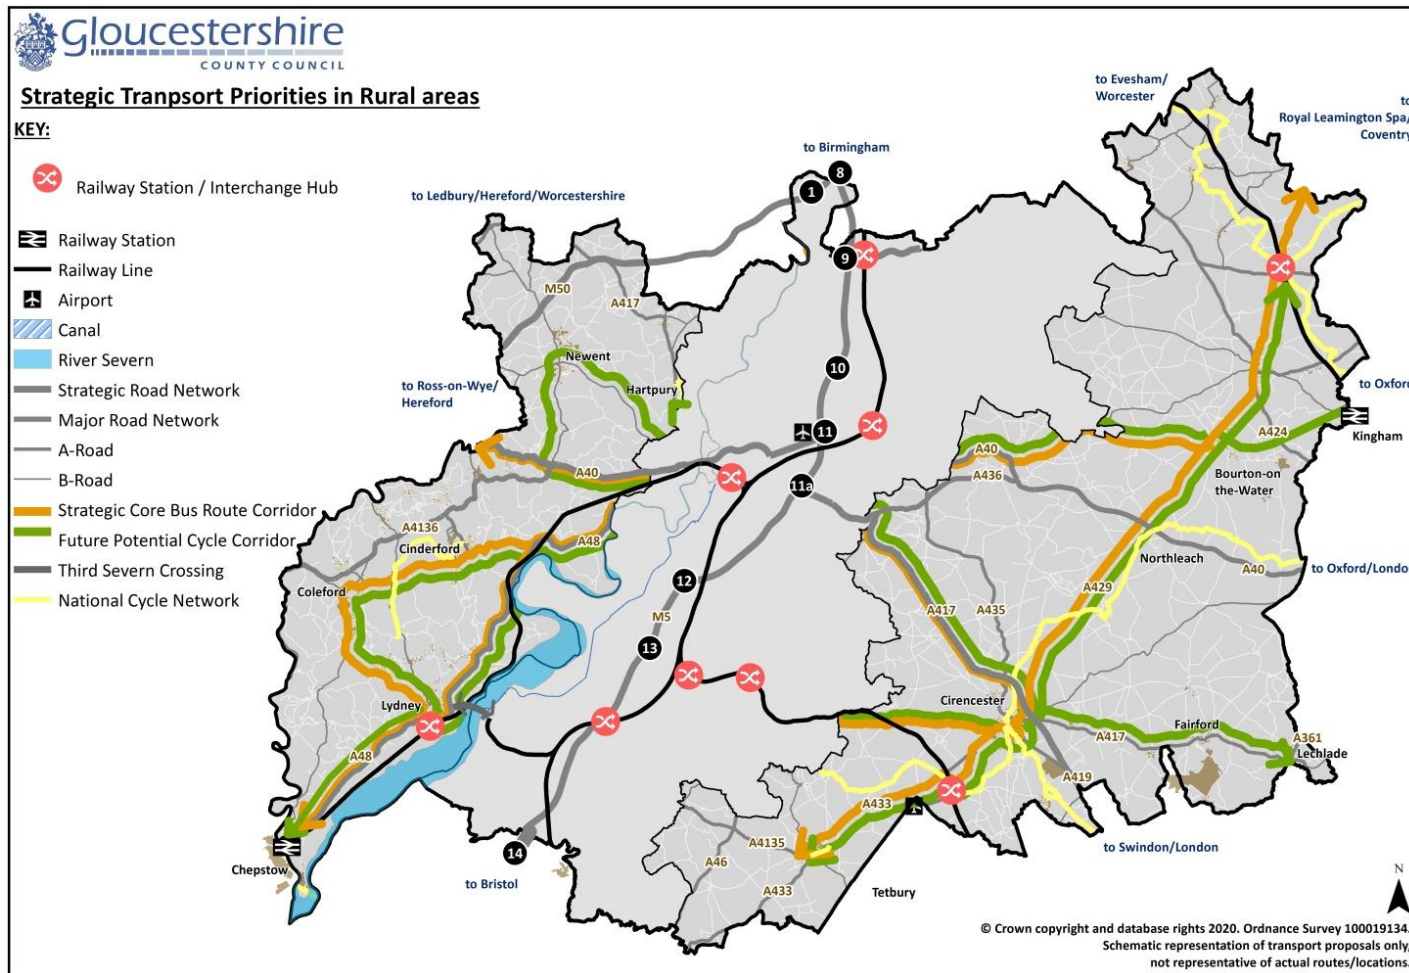 Gloucestershire
COUNTY COUNCIL
Strategic Tranpsort Priorities in Rural areas
KEY:
Railway Station / Interchange Hub
Railway Station
Railway Line
Airport
Canal
River Severn
Strategic Road Network
Major Road Network
A-Road
B-Road
Strategic Core Bus Route Corridor
Future Potential Cycle Corridor
Third Severn Crossing
National Cycle Network
to Evesham/
Worcester
to
Royal Leamington Spa/
Coventry
to Birmingham
8
1
to Ledbury/Hereford/Worcestershire
9
M50
A417
Newent
10
to Ross-on-Wye/
Hereford
Hartpury
to Oxford
11
A424
Kingham
A40
A40
A436
Bourton-on
the-Water
11a
A4136
Cinderford
A48
Northleach
A40
to Oxford/London
Coleford
12
A429
M5
A417
A435
13
Lydney
Cirencester
Fairford
A417
A361
Lechlade
A48
A419
A433
14
A4135
to Swindon/London
Chepstow
A46
to Bristol
A433
Tetbury
N
© Crown copyright and database rights 2020. Ordnance Survey 100019134.
Schematic representation of transport proposals only,
not representative of actual routes/locations.